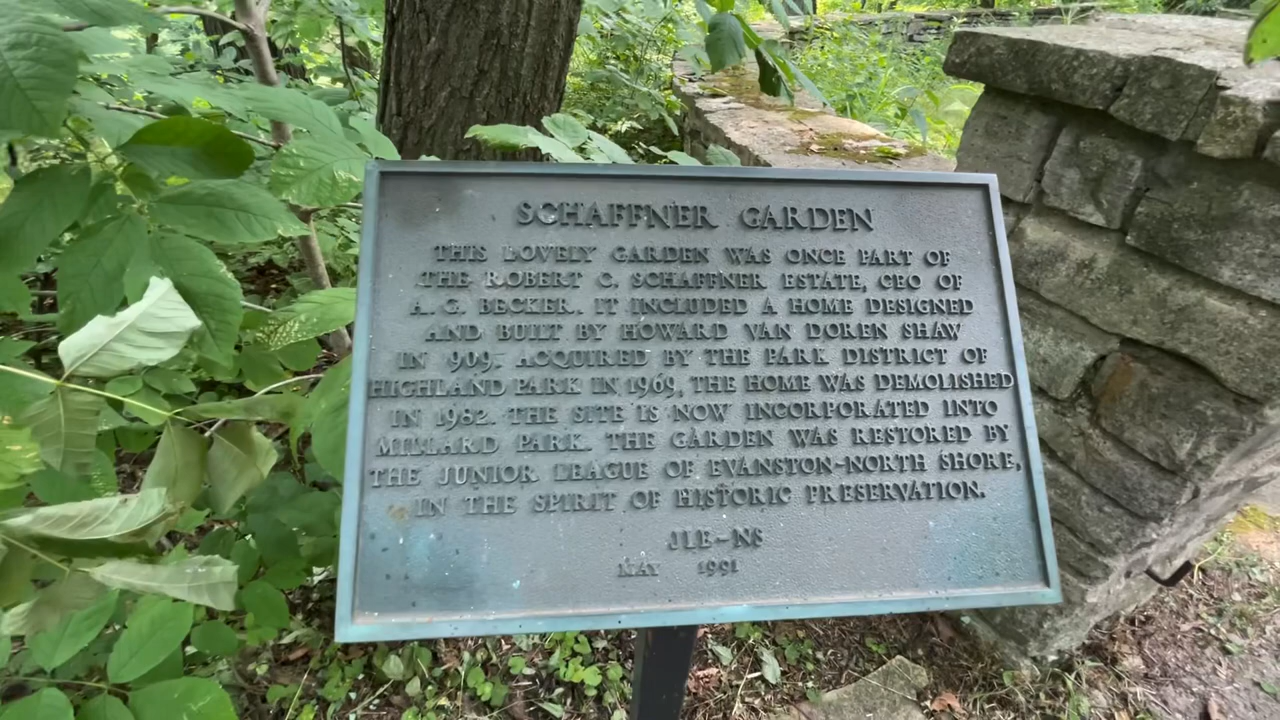 SCHAFFNER GARDEN
THIS LOVELY GARDEN WAS ONCE PART OF
THE ROBERT C. SCHAFFNER ESTATE, CEO OF
A. G. BECKER. IT INCLUDED A HOME DESIGNED
AND BUILT BY HOWARD VAN DOREN SHAW
IN 909. ACQUIRED BY THE PARK DISTRICT OF
HIGHLAND PARK IN 1969, THE HOME WAS DEMOLISHED
IN 1982. THE SITE IS NOW INCORPORATED INTO
MILLARD PARK. THE GARDEN WAS RESTORED BY
THE JUNIOR LEAGUE OF EVANSTON-NORTH SHORE,
IN THE SPIRIT OF HISTORIC PRESERVATION.
JLE-NS
MAY 1991